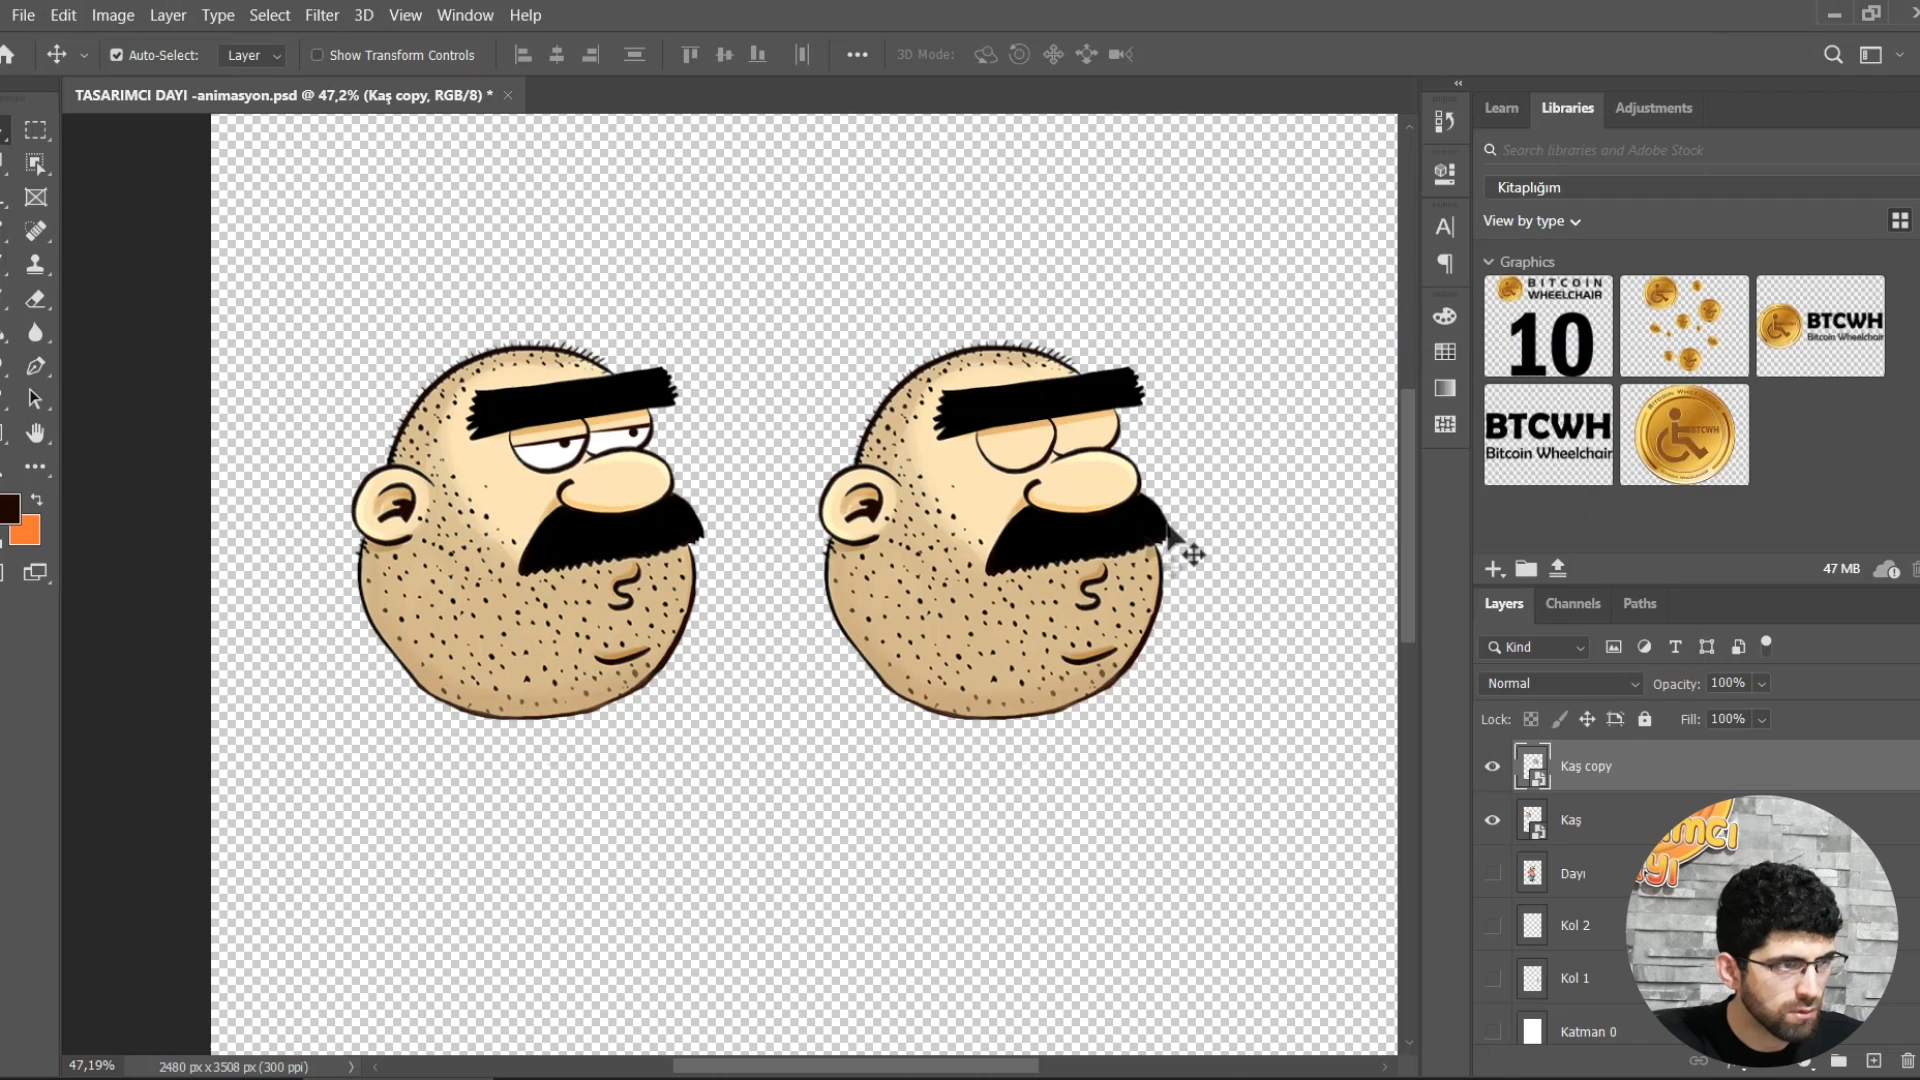 File Edit Image Layer Type Select Filter 3D View Window Help
Auto-Select: Layer Show Transform Controls 3D Mode:
TASARIMCI DAYI -animasyon.psd @ 47,2% (Kaş copy, RGB/8) *
Learn Libraries Adjustments
Search libraries and Adobe Stock
Kitaplığım
View by type
Graphics
BITCOIN
WHEELCHAIR
10
BTCWH
Bitcoin Wheelchair
BTCWH
Bitcoin Wheelchair
BTCWH
47 MB
Layers Channels Paths
Kind
Normal Opacity: 100%
Lock: Fill: 100%
Kaş copy
Kaş
Dayı
Kol 2
Kol 1
Katman 0
47,19% 2480 px x 3508 px (300 ppi)